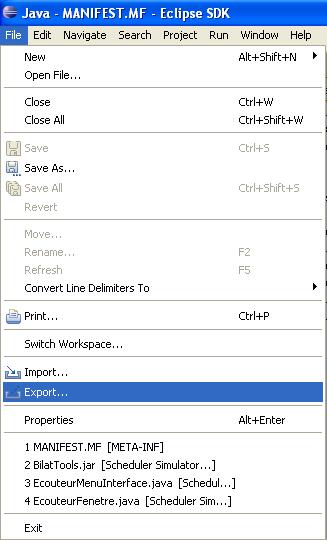 Java - MANIFEST.MF - Eclipse SDK
File Edit Navigate Search Project Run Window Help
New Alt+Shift+N
Open File...
Close Ctrl+W
Close All Ctrl+Shift+W
Save Ctrl+S
Save As...
Save All Ctrl+Shift+S
Revert
Move...
Rename... F2
Refresh F5
Convert Line Delimiters To
Print... Ctrl+P
Switch Workspace...
Import...
Export...
Properties Alt+Enter
1 MANIFEST.MF [META-INF]
2 BilatTools.jar [Scheduler Simulator...]
3 EcouteurMenuInterface.java [Schedul...]
4 EcouteurFenetre.java [Scheduler Sim...]
Exit